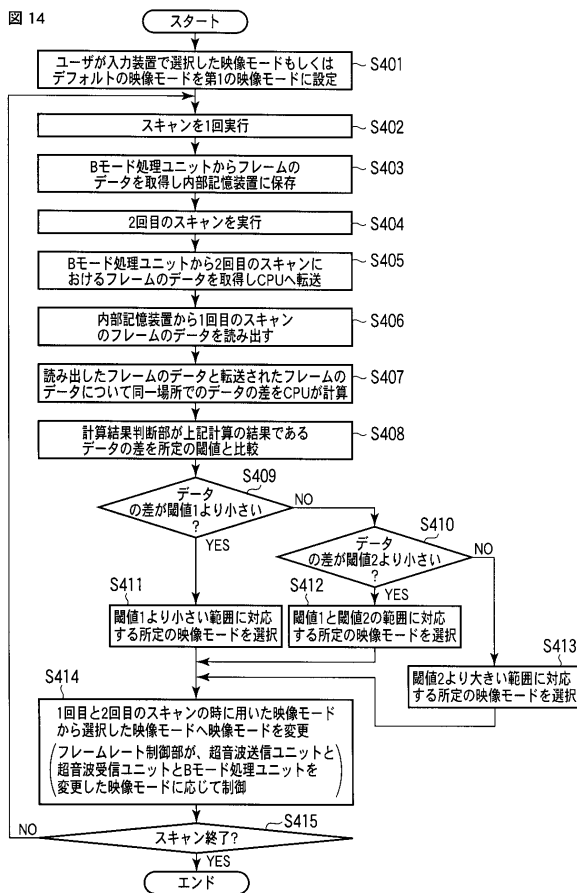 図 14
スタート
ユーザが入力装置で選択した映像モードもしくは
デフォルトの映像モードを第1の映像モードに設定
S401
スキャンを1回実行
S402
Bモード処理ユニットからフレームの
データを取得し内部記憶装置に保存
S403
2回目のスキャンを実行
S404
Bモード処理ユニットから2回目のスキャンに
おけるフレームのデータを取得しCPUへ転送
S405
内部記憶装置から1回目のスキャン
のフレームのデータを読み出す
S406
読み出したフレームのデータと転送されたフレームの
データについて同一場所でのデータの差をCPUが計算
S407
計算結果判断部が上記計算の結果である
データの差を所定の閾値と比較
S408
S409
データ
の差が閾値1より小さい
?
NO
YES
S410
データ
の差が閾値2より小さい
?
NO
YES
S411
閾値1より小さい範囲に対応
する所定の映像モードを選択
S412
閾値1と閾値2の範囲に対応
する所定の映像モードを選択
S413
閾値2より大きい範囲に対応
する所定の映像モードを選択
S414
1回目と2回目のスキャンの時に用いた映像モード
から選択した映像モードへ映像モードを変更
(フレームレート制御部が、超音波送信ユニットと
超音波受信ユニットとBモード処理ユニットを
変更した映像モードに応じて制御)
S415
スキャン終了?
NO
YES
エンド